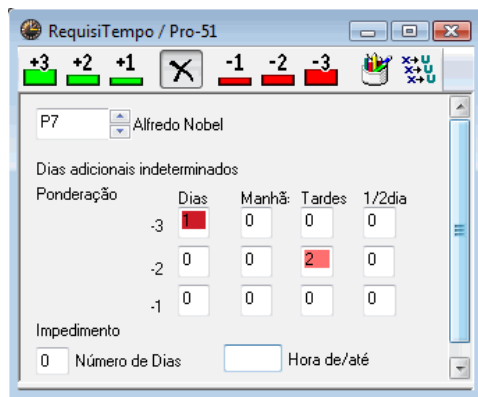 RequisiTempo / Pro-51
+3 +2 +1 -1 -2 -3 x→U x→U x→U
P7 Alfredo Nobel
Dias adicionais indeterminados
Ponderação Dias Manhã: Tardes 1/2dia
-3 1 0 0 0
-2 0 0 2 0
-1 0 0 0 0
Impedimento
0 Número de Dias Hora de/até